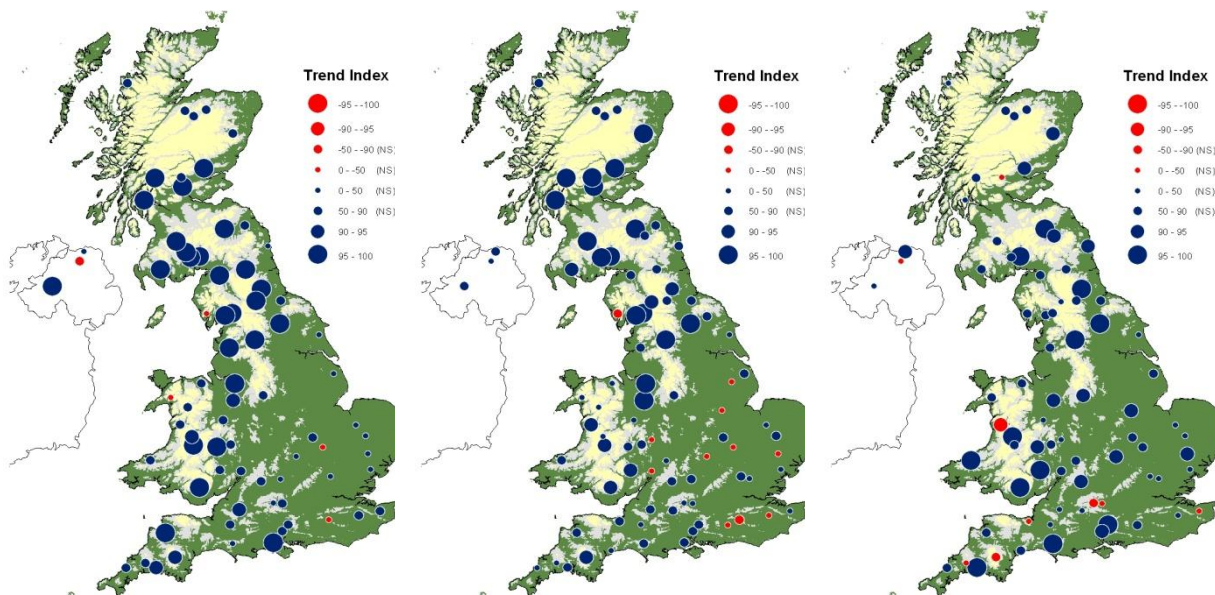 Trend Index
-95 - -100
-90 - -95
-50 - -90 (NS)
0 - -50 (NS)
0 - 50 (NS)
50 - 90 (NS)
90 - 95
95 - 100
Trend Index
-95 - -100
-90 - -95
-50 - -90 (NS)
0 - -50 (NS)
0 - 50 (NS)
50 - 90 (NS)
90 - 95
95 - 100
Trend Index
-95 - -100
-90 - -95
-50 - -90 (NS)
0 - -50 (NS)
0 - 50 (NS)
50 - 90 (NS)
90 - 95
95 - 100